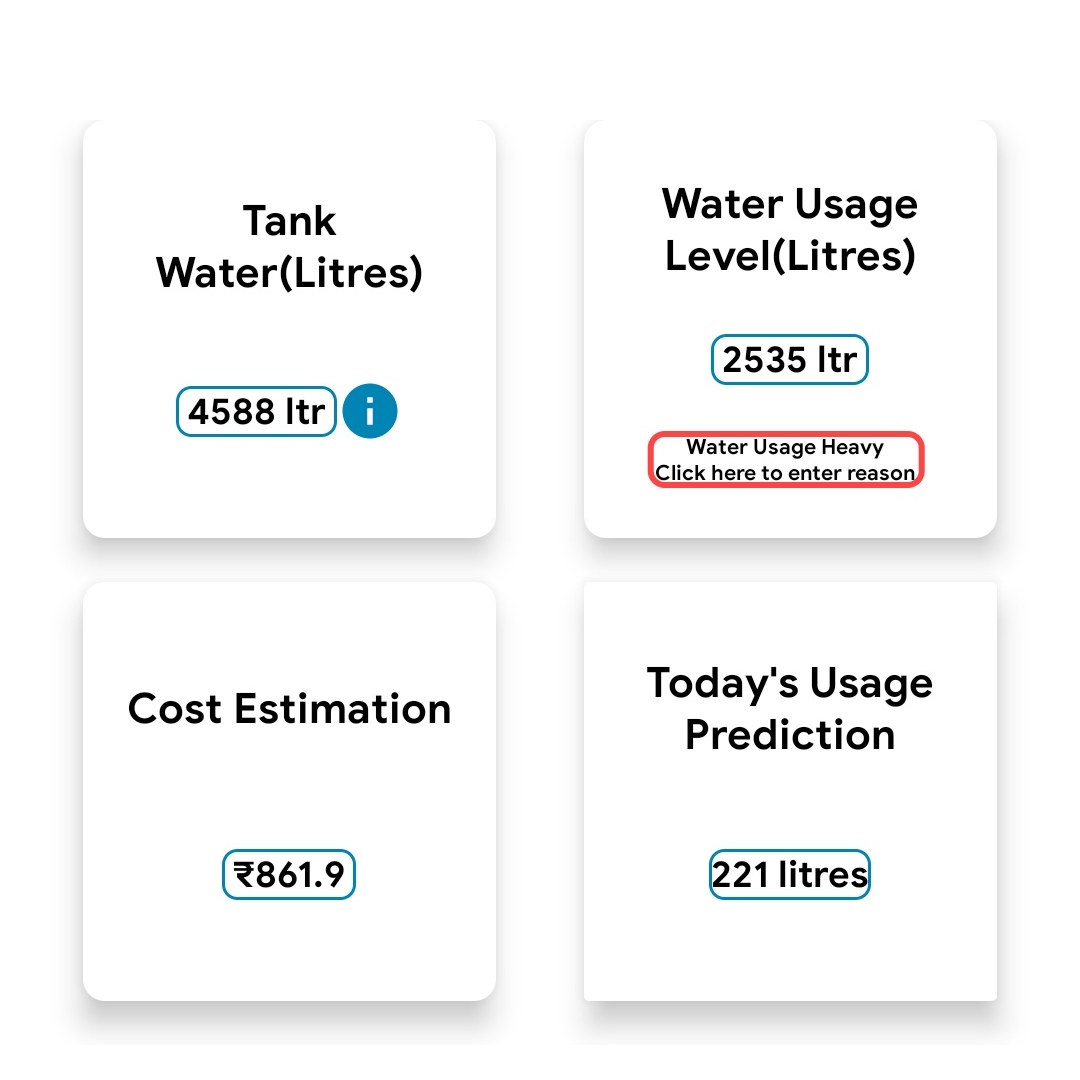 Tank
Water(Litres)
4588 ltr
i
Water Usage
Level(Litres)
2535 ltr
Water Usage Heavy
Click here to enter reason
Cost Estimation
₹861.9
Today's Usage
Prediction
221 litres